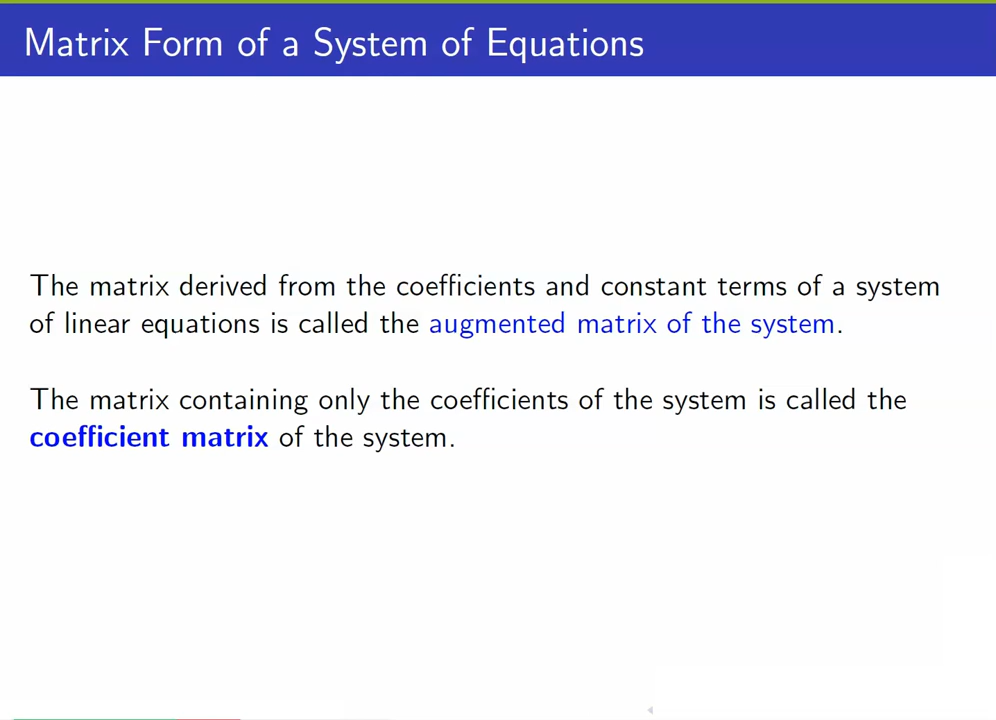 Matrix Form of a System of Equations
The matrix derived from the coefficients and constant terms of a system
of linear equations is called the augmented matrix of the system.
The matrix containing only the coefficients of the system is called the
coefficient matrix of the system.